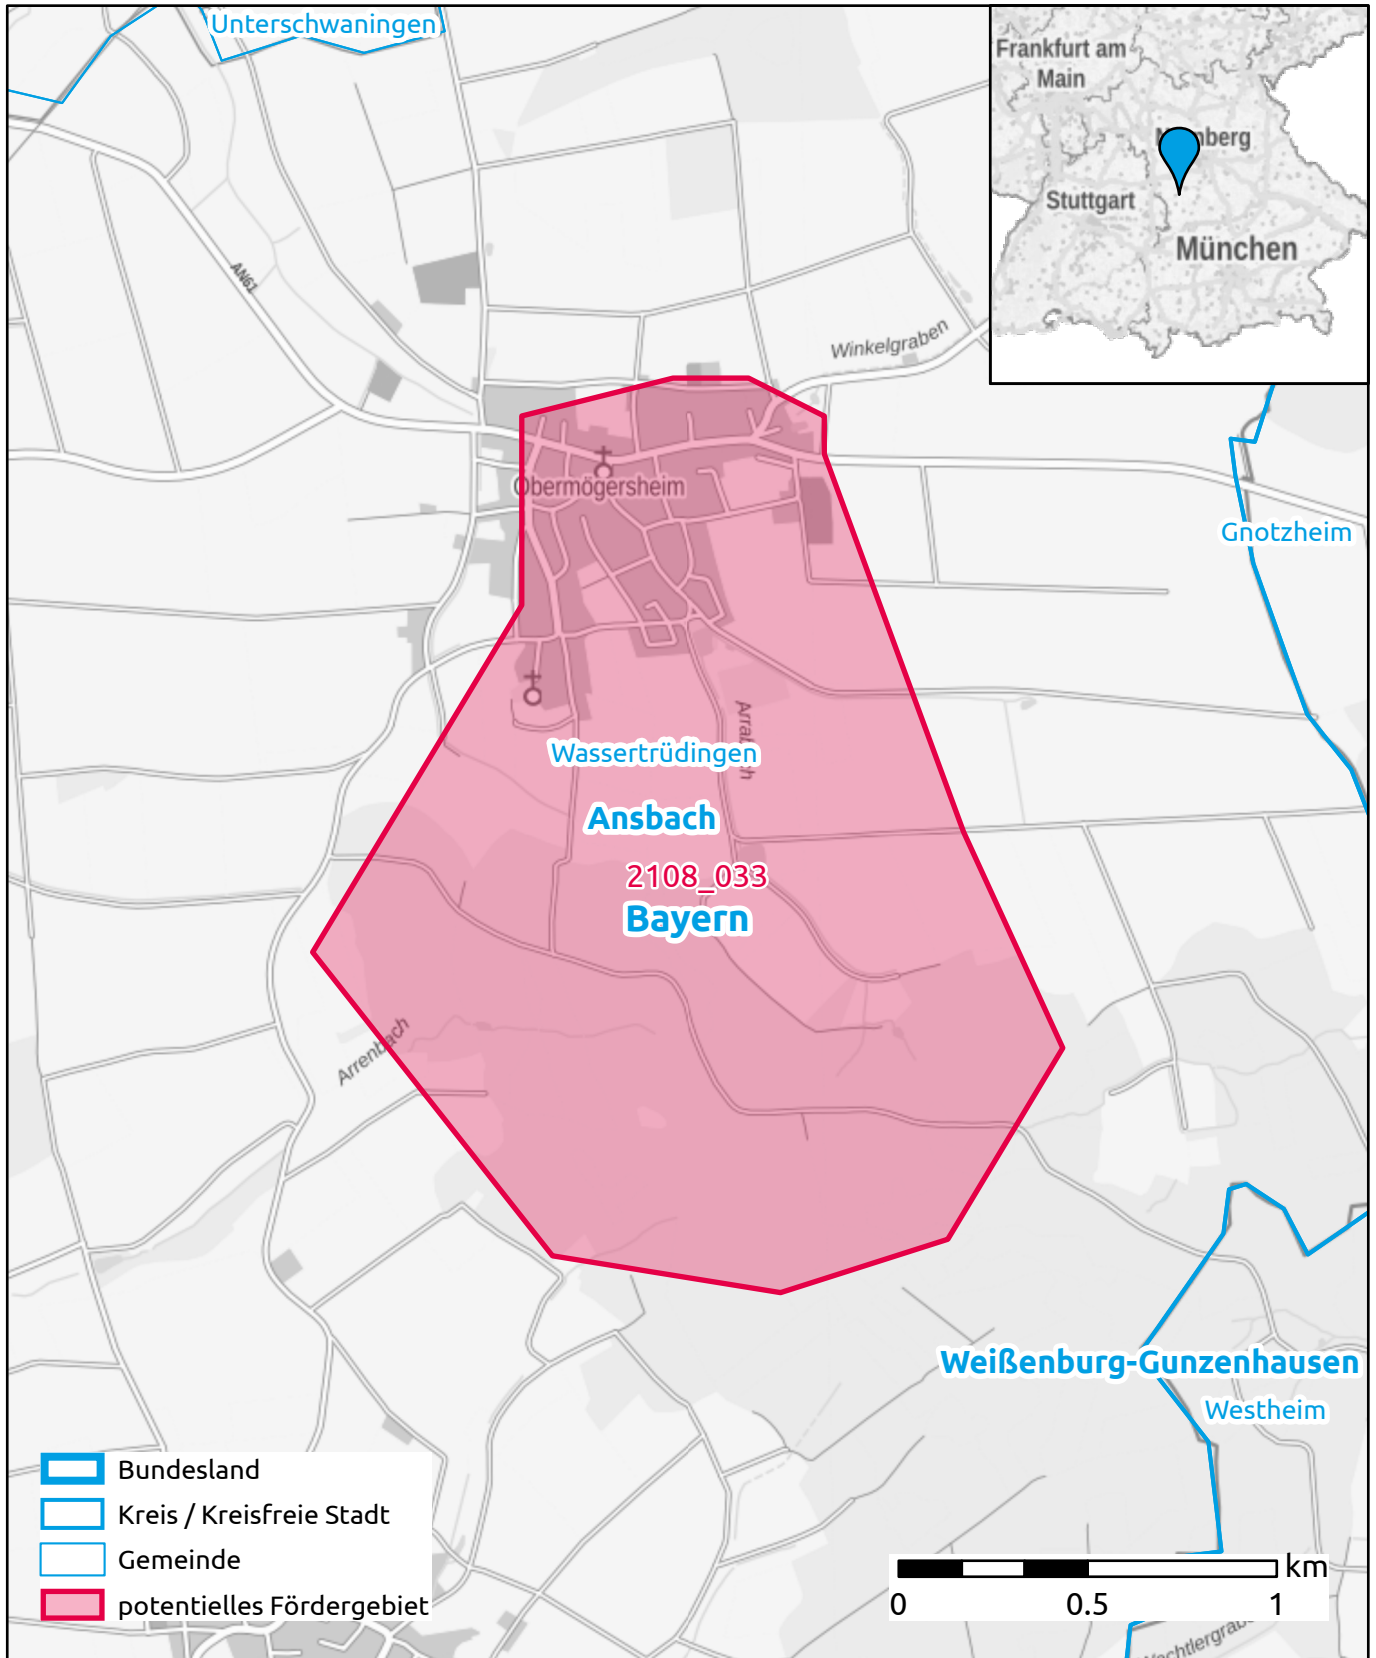 Unterschwaningen
Frankfurt am
Main
Stuttgart
München
AN61
Winkelgraben
Obermögersheim
Gnotzheim
Wassertrüdingen
Ansbach
2108_033
Bayern
Arrenbach
Weißenburg-Gunzenhausen
Westheim
Bundesland
Kreis / Kreisfreie Stadt
Gemeinde
potentielles Fördergebiet
km
0 0.5 1